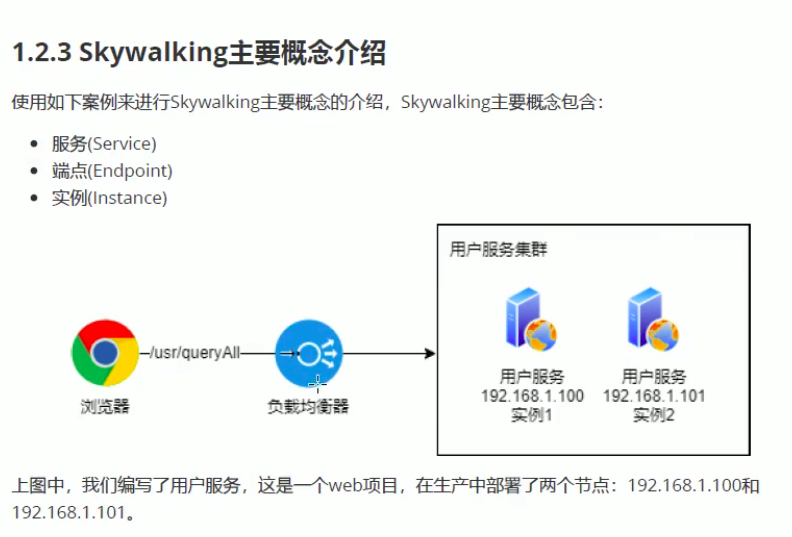 1.2.3 Skywalking主要概念介绍
使用如下案例来进行Skywalking主要概念的介绍，Skywalking主要概念包含：
服务(Service)
端点(Endpoint)
实例(Instance)
用户服务集群
/usr/queryAll
浏览器
负载均衡器
用户服务
192.168.1.100
实例1
用户服务
192.168.1.101
实例2
上图中，我们编写了用户服务，这是一个web项目，在生产中部署了两个节点：192.168.1.100和
192.168.1.101。